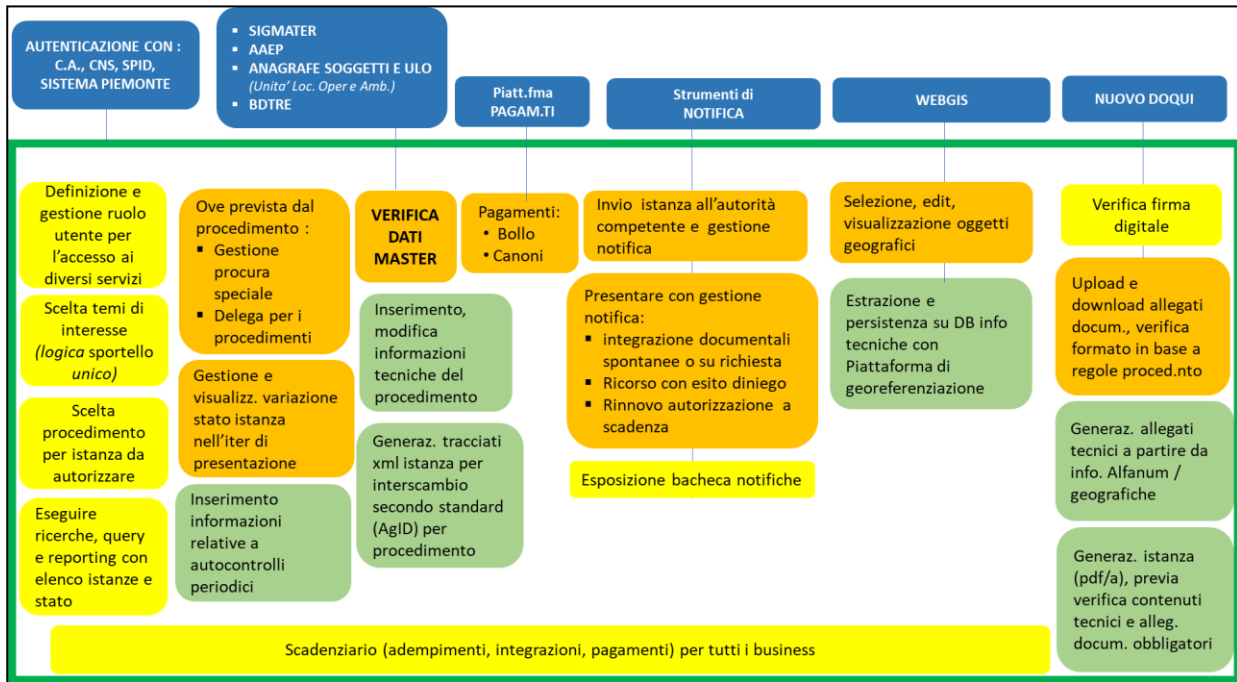 AUTENTICAZIONE CON :
C.A., CNS, SPID,
SISTEMA PIEMONTE
▪ SIGMATER
▪ AAEP
▪ ANAGRAFE SOGGETTI E ULO
(Unita' Loc. Oper e Amb.)
▪ BDTRE
Piatt.fma
PAGAM.TI
Strumenti di
NOTIFICA
WEBGIS
NUOVO DOQUI
Definizione e
gestione ruolo
utente per
l'accesso ai
diversi servizi
Scelta temi di
interesse
(logica sportello
unico)
Scelta
procedimento
per istanza da
autorizzare
Eseguire
ricerche, query
e reporting con
elenco istanze e
stato
Ove prevista dal
procedimento :
▪ Gestione
procura
speciale
▪ Delega per i
procedimenti
Gestione e
visualizz. variazione
stato istanza
nell'iter di
presentazione
Inserimento
informazioni
relative a
autocontrolli
periodici
VERIFICA
DATI
MASTER
Inserimento,
modifica
informazioni
tecniche del
procedimento
Generaz. tracciati
xml istanza per
interscambio
secondo standard
(AgID) per
procedimento
Pagamenti:
• Bollo
• Canoni
Invio istanza all'autorità
competente e gestione
notifica
Presentare con gestione
notifica:
▪ integrazione documentali
spontanee o su richiesta
▪ Ricorso con esito diniego
▪ Rinnovo autorizzazione a
scadenza
Esposizione bacheca notifiche
Selezione, edit,
visualizzazione oggetti
geografici
Estrazione e
persistenza su DB info
tecniche con
Piattaforma di
georeferenziazione
Verifica firma
digitale
Upload e
download allegati
docum., verifica
formato in base a
regole proced.nto
Generaz. allegati
tecnici a partire da
info. Alfanum /
geografiche
Generaz. istanza
(pdf/a), previa
verifica contenuti
tecnici e alleg.
docum. obbligatori
Scadenziario (adempimenti, integrazioni, pagamenti) per tutti i business